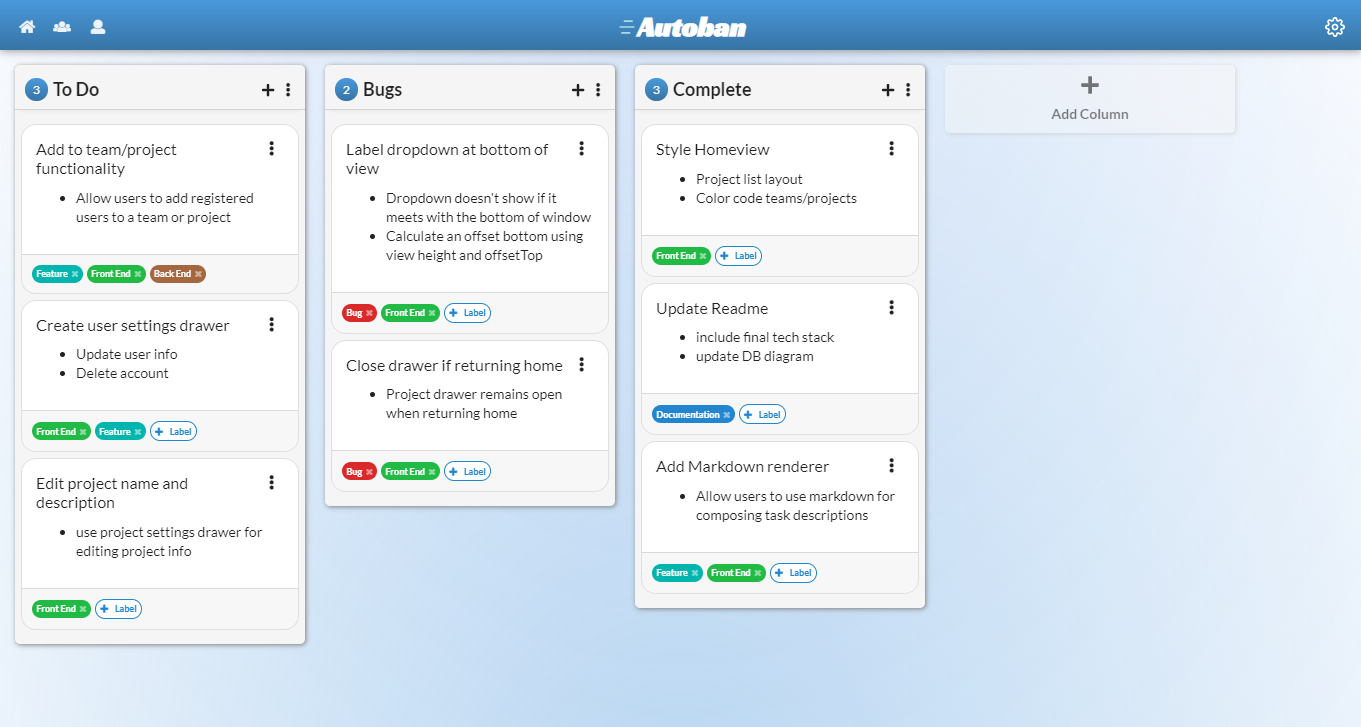 Autoban
3 To Do
Add to team/project
functionality
Allow users to add registered
users to a team or project
Feature Front End Back End
Create user settings drawer
Update user info
Delete account
Front End Feature Label
Edit project name and
description
use project settings drawer for
editing project info
Front End Label
2 Bugs
Label dropdown at bottom of
view
Dropdown doesn't show if it
meets with the bottom of window
Calculate an offset bottom using
view height and offsetTop
Bug Front End Label
Close drawer if returning home
Project drawer remains open
when returning home
Bug Front End Label
3 Complete
Style Homeview
Project list layout
Color code teams/projects
Front End Label
Update Readme
include final tech stack
update DB diagram
Documentation Label
Add Markdown renderer
Allow users to use markdown for
composing task descriptions
Feature Front End Label
Add Column